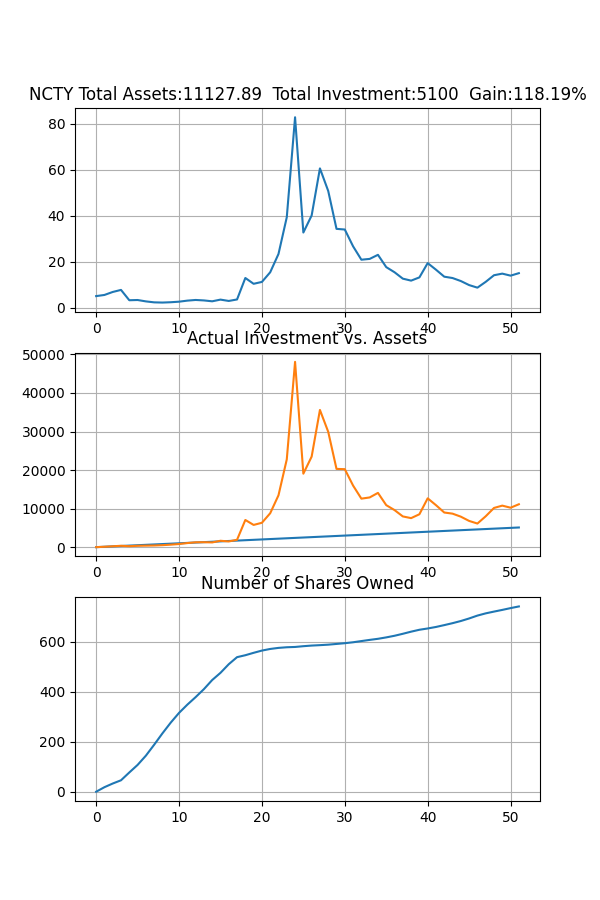 NCTY Total Assets:11127.89  Total Investment:5100  Gain:118.19%
80
60
40
20
0
0 10 20 30 40 50
Actual Investment vs. Assets
50000
40000
30000
20000
10000
0
0 10 20 30 40 50
Number of Shares Owned
600
400
200
0
0 10 20 30 40 50